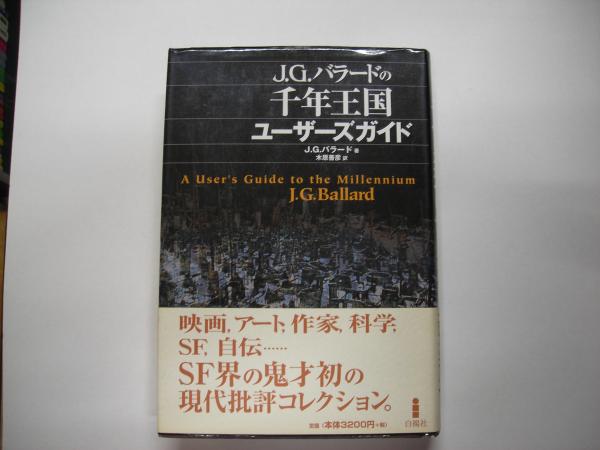 J.G.バラードの
千年王国
ユーザーズガイド
J.G.バラード 著
木原善彦 訳
A User's Guide to the Millennium
J.G.Ballard
映画,アート,作家,科学,
SF,自伝……
SF界の鬼才初の
現代批評コレクション。
定価(本体3200円+税)
白揚社